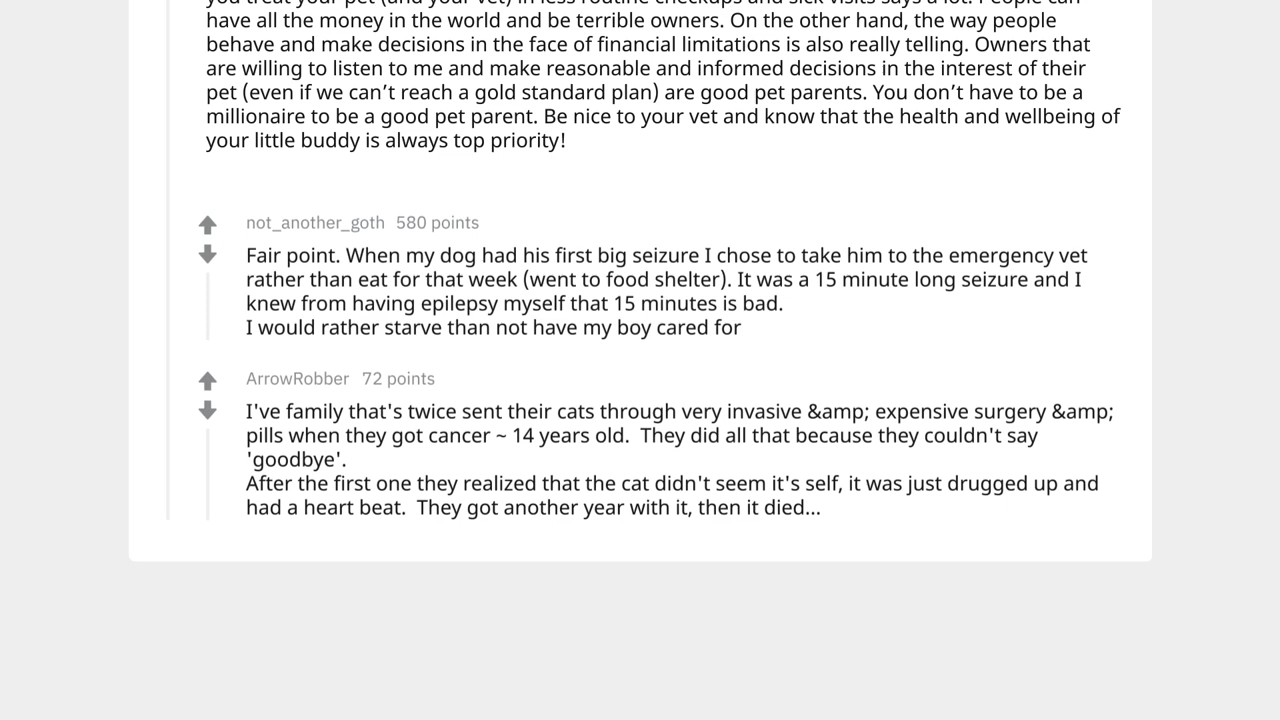 have all the money in the world and be terrible owners. On the other hand, the way people
behave and make decisions in the face of financial limitations is also really telling. Owners that
are willing to listen to me and make reasonable and informed decisions in the interest of their
pet (even if we can’t reach a gold standard plan) are good pet parents. You don’t have to be a
millionaire to be a good pet parent. Be nice to your vet and know that the health and wellbeing of
your little buddy is always top priority!
not_another_goth 580 points
Fair point. When my dog had his first big seizure I chose to take him to the emergency vet
rather than eat for that week (went to food shelter). It was a 15 minute long seizure and I
knew from having epilepsy myself that 15 minutes is bad.
I would rather starve than not have my boy cared for
ArrowRobber 72 points
I've family that's twice sent their cats through very invasive &amp; expensive surgery &amp;
pills when they got cancer ~ 14 years old.  They did all that because they couldn't say
'goodbye'.
After the first one they realized that the cat didn't seem it's self, it was just drugged up and
had a heart beat.  They got another year with it, then it died...